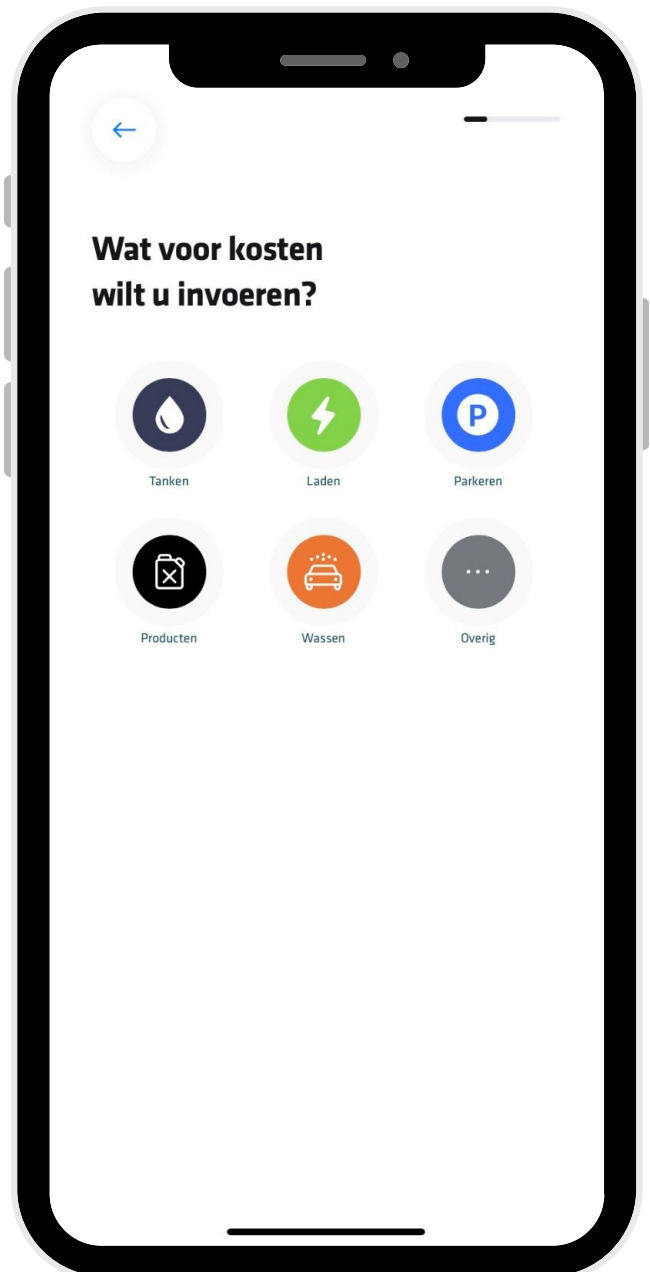 Wat voor kosten
wilt u invoeren?
P
Tanken Laden Parkeren
Producten Wassen Overig